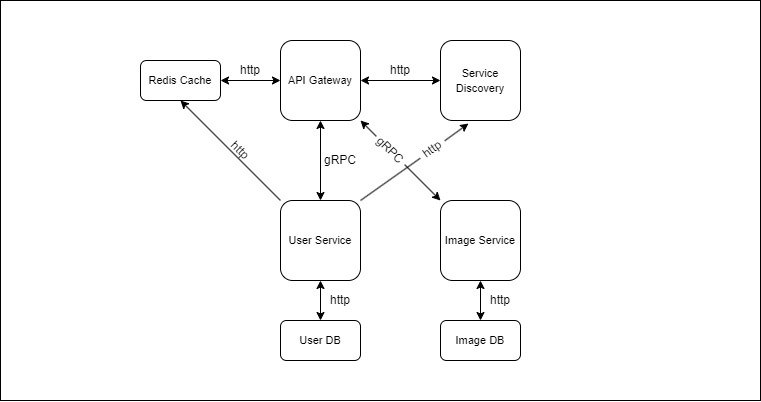 Redis Cache
http
API Gateway
http
Service
Discovery
http
gRPC
gRPC
http
User Service
Image Service
http
http
User DB
Image DB